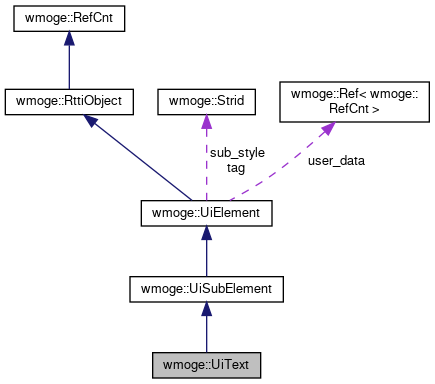 wmoge::RefCnt
wmoge::RttiObject
wmoge::Strid
wmoge::Ref< wmoge::
RefCnt >
sub_style
tag
user_data
wmoge::UiElement
wmoge::UiSubElement
wmoge::UiText